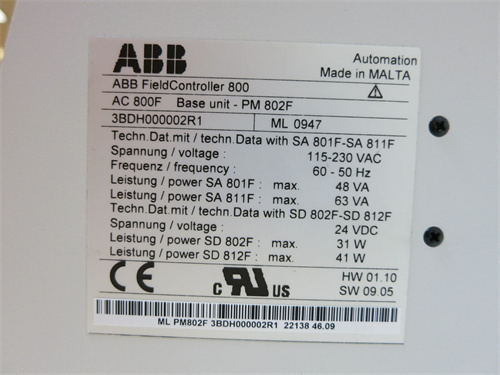 ABB
Automation
Made in MALTA
ABB FieldController 800
AC 800F Base unit - PM 802F
3BDH000002R1 ML 0947
Techn.Dat.mit / techn.Data with SA 801F-SA 811F
Spannung / voltage : 115-230 VAC
Frequenz / frequency : 60 - 50 Hz
Leistung / power SA 801F : max. 48 VA
Leistung / power SA 811F : max. 63 VA
Techn.Dat.mit / techn.Data with SD 802F-SD 812F
Spannung / voltage : 24 VDC
Leistung / power SD 802F : max. 31 W
Leistung / power SD 812F : max. 41 W
CE c RU US HW 01.10
SW 09.05
ML PM802F 3BDH000002R1 22138 46.09